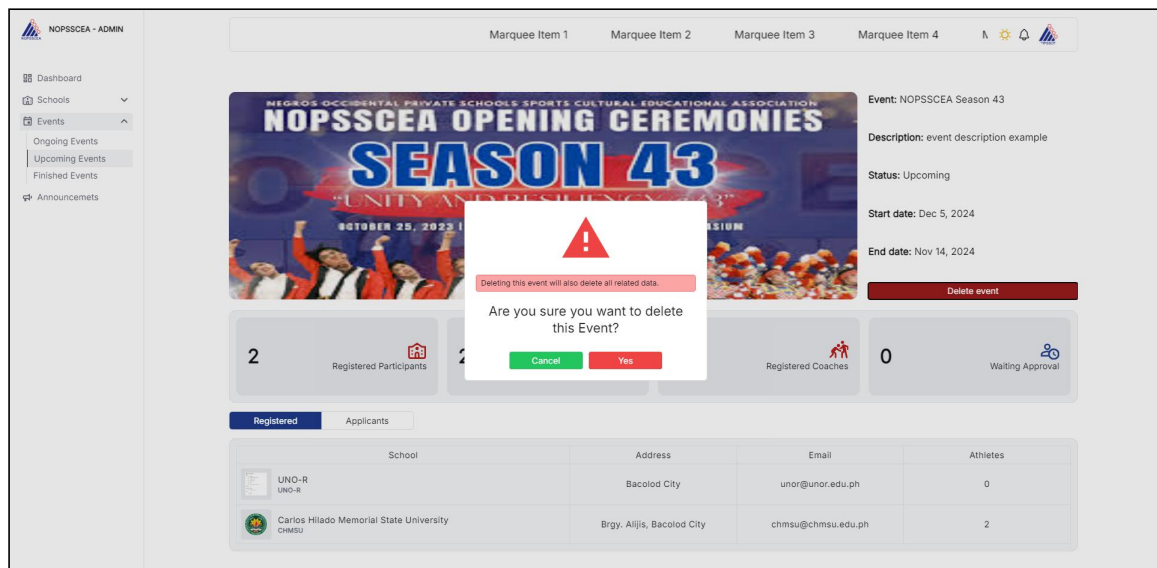 NOPSSCEA - ADMIN
Marquee Item 1 Marquee Item 2 Marquee Item 3 Marquee Item 4
Dashboard
Schools
Events
Ongoing Events
Upcoming Events
Finished Events
Announcemets
NEGROS OCCIDENTAL PRIVATE SCHOOLS SPORTS CULTURAL EDUCATIONAL ASSOCIATION
NOPSSCEA OPENING CEREMONIES
SEASON 43
"UNITY AND
OCTOBER 25, 2023
Event: NOPSSCEA Season 43
Description: event description example
Status: Upcoming
Start date: Dec 5, 2024
End date: Nov 14, 2024
Delete event
Deleting this event will also delete all related data.
Are you sure you want to delete
this Event?
Cancel Yes
2 Registered Participants
Registered Coaches
0 Waiting Approval
Registered Applicants
School Address Email Athletes
UNO-R
UNO-R
Bacolod City unor@unor.edu.ph 0
Carlos Hilado Memorial State University
CHMSU
Brgy. Alijis, Bacolod City chmsu@chmsu.edu.ph 2